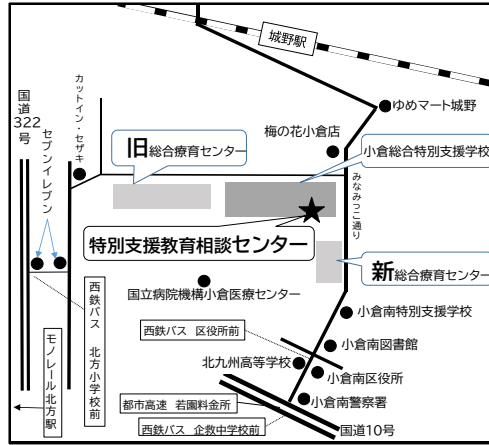 城野駅
カットイン・セザキ
国道
322
号
セブンイレブン
ゆめマート城野
梅の花小倉店
旧総合療育センター
小倉総合特別支援学校
みなみっこ通り
特別支援教育相談センター
新総合療育センター
国立病院機構小倉医療センター
西鉄バス 北方小学校前
モノレール北方駅
小倉南特別支援学校
西鉄バス 区役所前
小倉南図書館
北九州高等学校
小倉南区役所
都市高速 若園料金所
小倉南警察署
西鉄バス 企救中学校前
国道10号